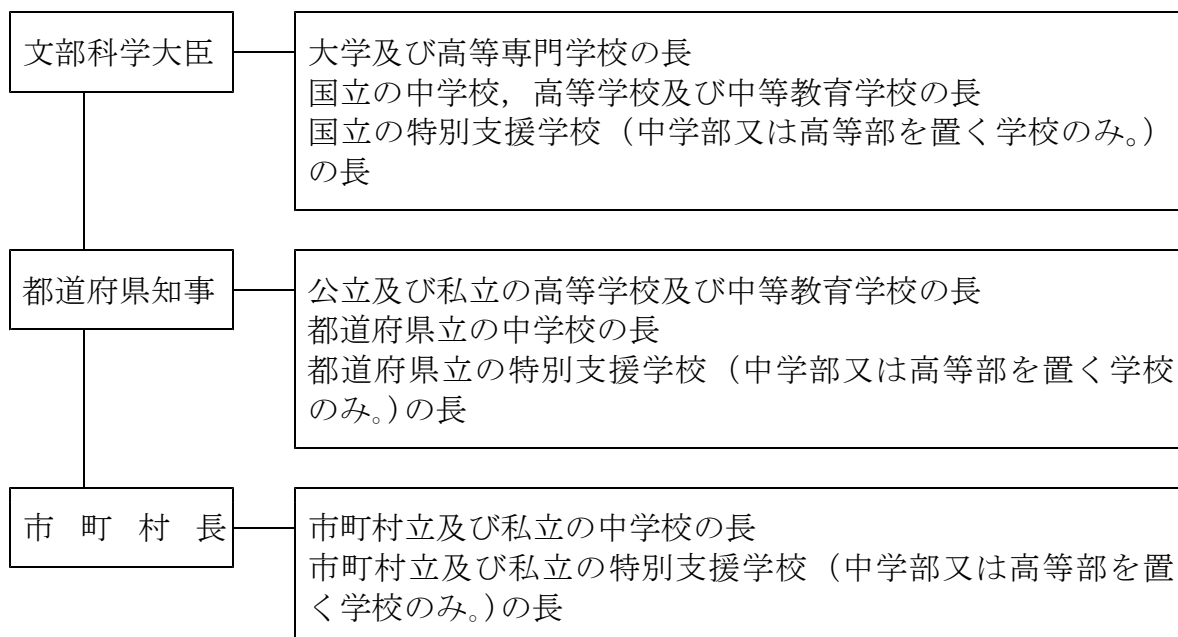 文部科学大臣
大学及び高等専門学校の長
国立の中学校，高等学校及び中等教育学校の長
国立の特別支援学校（中学部又は高等部を置く学校のみ。）
の長
都道府県知事
公立及び私立の高等学校及び中等教育学校の長
都道府県立の中学校の長
都道府県立の特別支援学校（中学部又は高等部を置く学校
のみ。）の長
市町村長
市町村立及び私立の中学校の長
市町村立及び私立の特別支援学校（中学部又は高等部を置
く学校のみ。）の長